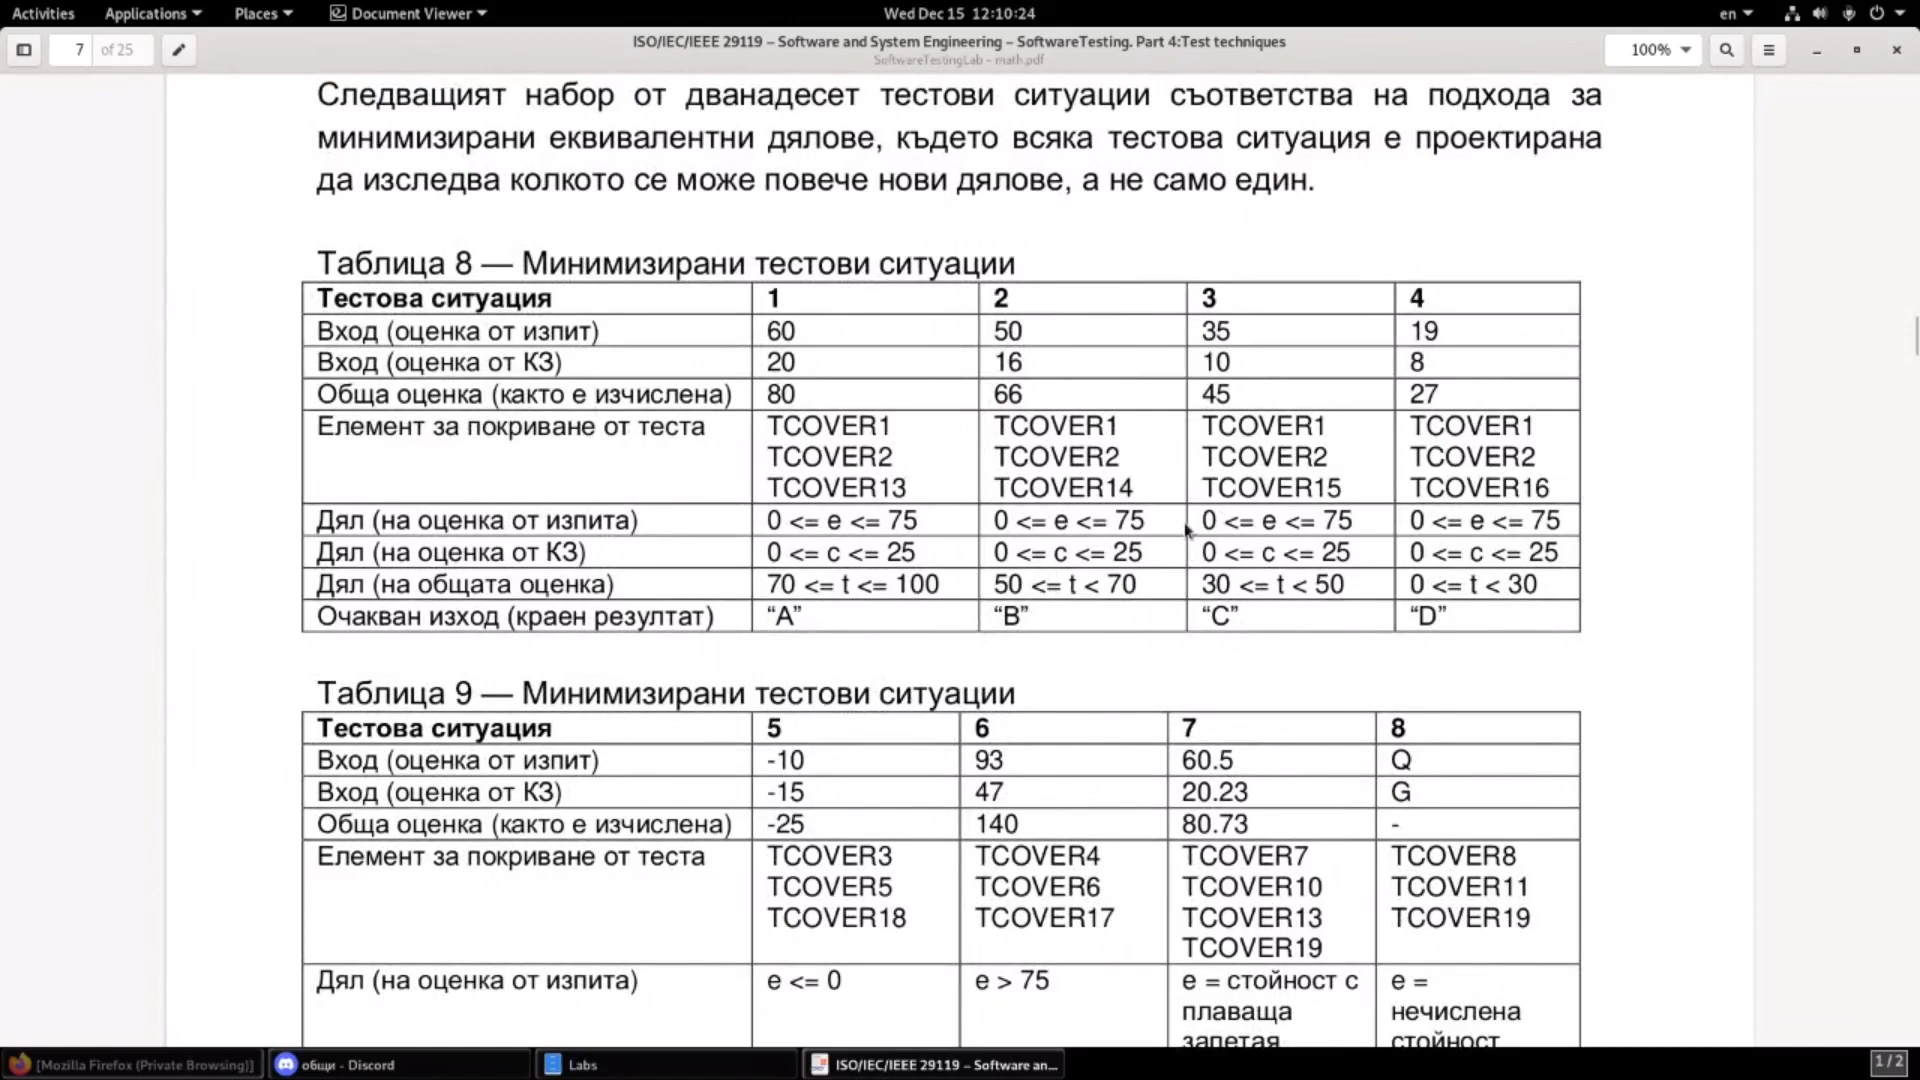 Activities Applications Places Document Viewer Wed Dec 15 12:10:24 en
7 of 25 ISO/IEC/IEEE 29119 – Software and System Engineering – SoftwareTesting. Part 4:Test techniques 100%
SoftwareTestingLab - math.pdf
Следващият набор от дванадесет тестови ситуации съответства на подхода за
минимизирани еквивалентни дялове, където всяка тестова ситуация е проектирана
да изследва колкото се може повече нови дялове, а не само един.
Таблица 8 — Минимизирани тестови ситуации
Тестова ситуация 1 2 3 4
Вход (оценка от изпит) 60 50 35 19
Вход (оценка от КЗ) 20 16 10 8
Обща оценка (както е изчислена) 80 66 45 27
Елемент за покриване от теста TCOVER1 TCOVER1 TCOVER1 TCOVER1
TCOVER2 TCOVER2 TCOVER2 TCOVER2
TCOVER13 TCOVER14 TCOVER15 TCOVER16
Дял (на оценка от изпита) 0 <= e <= 75 0 <= e <= 75 0 <= e <= 75 0 <= e <= 75
Дял (на оценка от КЗ) 0 <= c <= 25 0 <= c <= 25 0 <= c <= 25 0 <= c <= 25
Дял (на общата оценка) 70 <= t <= 100 50 <= t < 70 30 <= t < 50 0 <= t < 30
Очакван изход (краен резултат) “A” “B” “C” “D”
Таблица 9 — Минимизирани тестови ситуации
Тестова ситуация 5 6 7 8
Вход (оценка от изпит) -10 93 60.5 Q
Вход (оценка от КЗ) -15 47 20.23 G
Обща оценка (както е изчислена) -25 140 80.73 -
Елемент за покриване от теста TCOVER3 TCOVER4 TCOVER7 TCOVER8
TCOVER5 TCOVER6 TCOVER10 TCOVER11
TCOVER18 TCOVER17 TCOVER13 TCOVER19
TCOVER19
Дял (на оценка от изпита) e <= 0 e > 75 e = стойност с e =
плаваща нечислена
запетая стойност
[Mozilla Firefox (Private Browsing)] общи - Discord Labs ISO/IEC/IEEE 29119 – Software an... 1 / 2